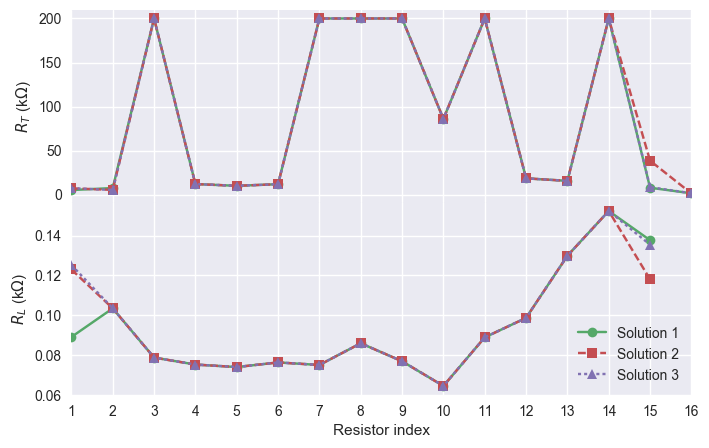 200
150
100
50
0
R_T (kΩ)
0.14
0.12
0.10
0.08
0.06
R_L (kΩ)
Solution 1
Solution 2
Solution 3
1 2 3 4 5 6 7 8 9 10 11 12 13 14 15 16
Resistor index